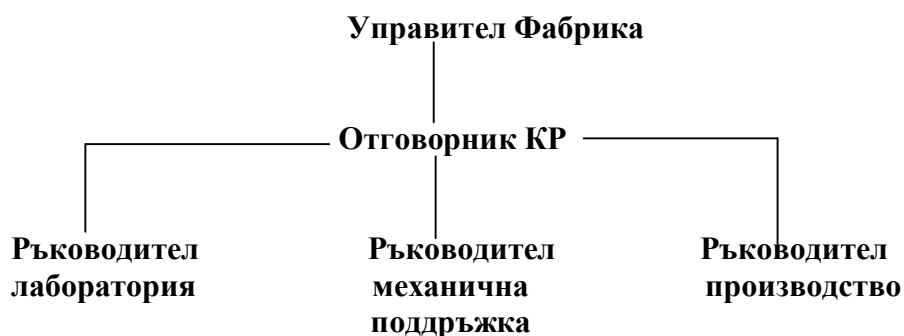 Управител Фабрика
Отговорник КР
Ръководител
лаборатория
Ръководител
механична
поддръжка
Ръководител
производство